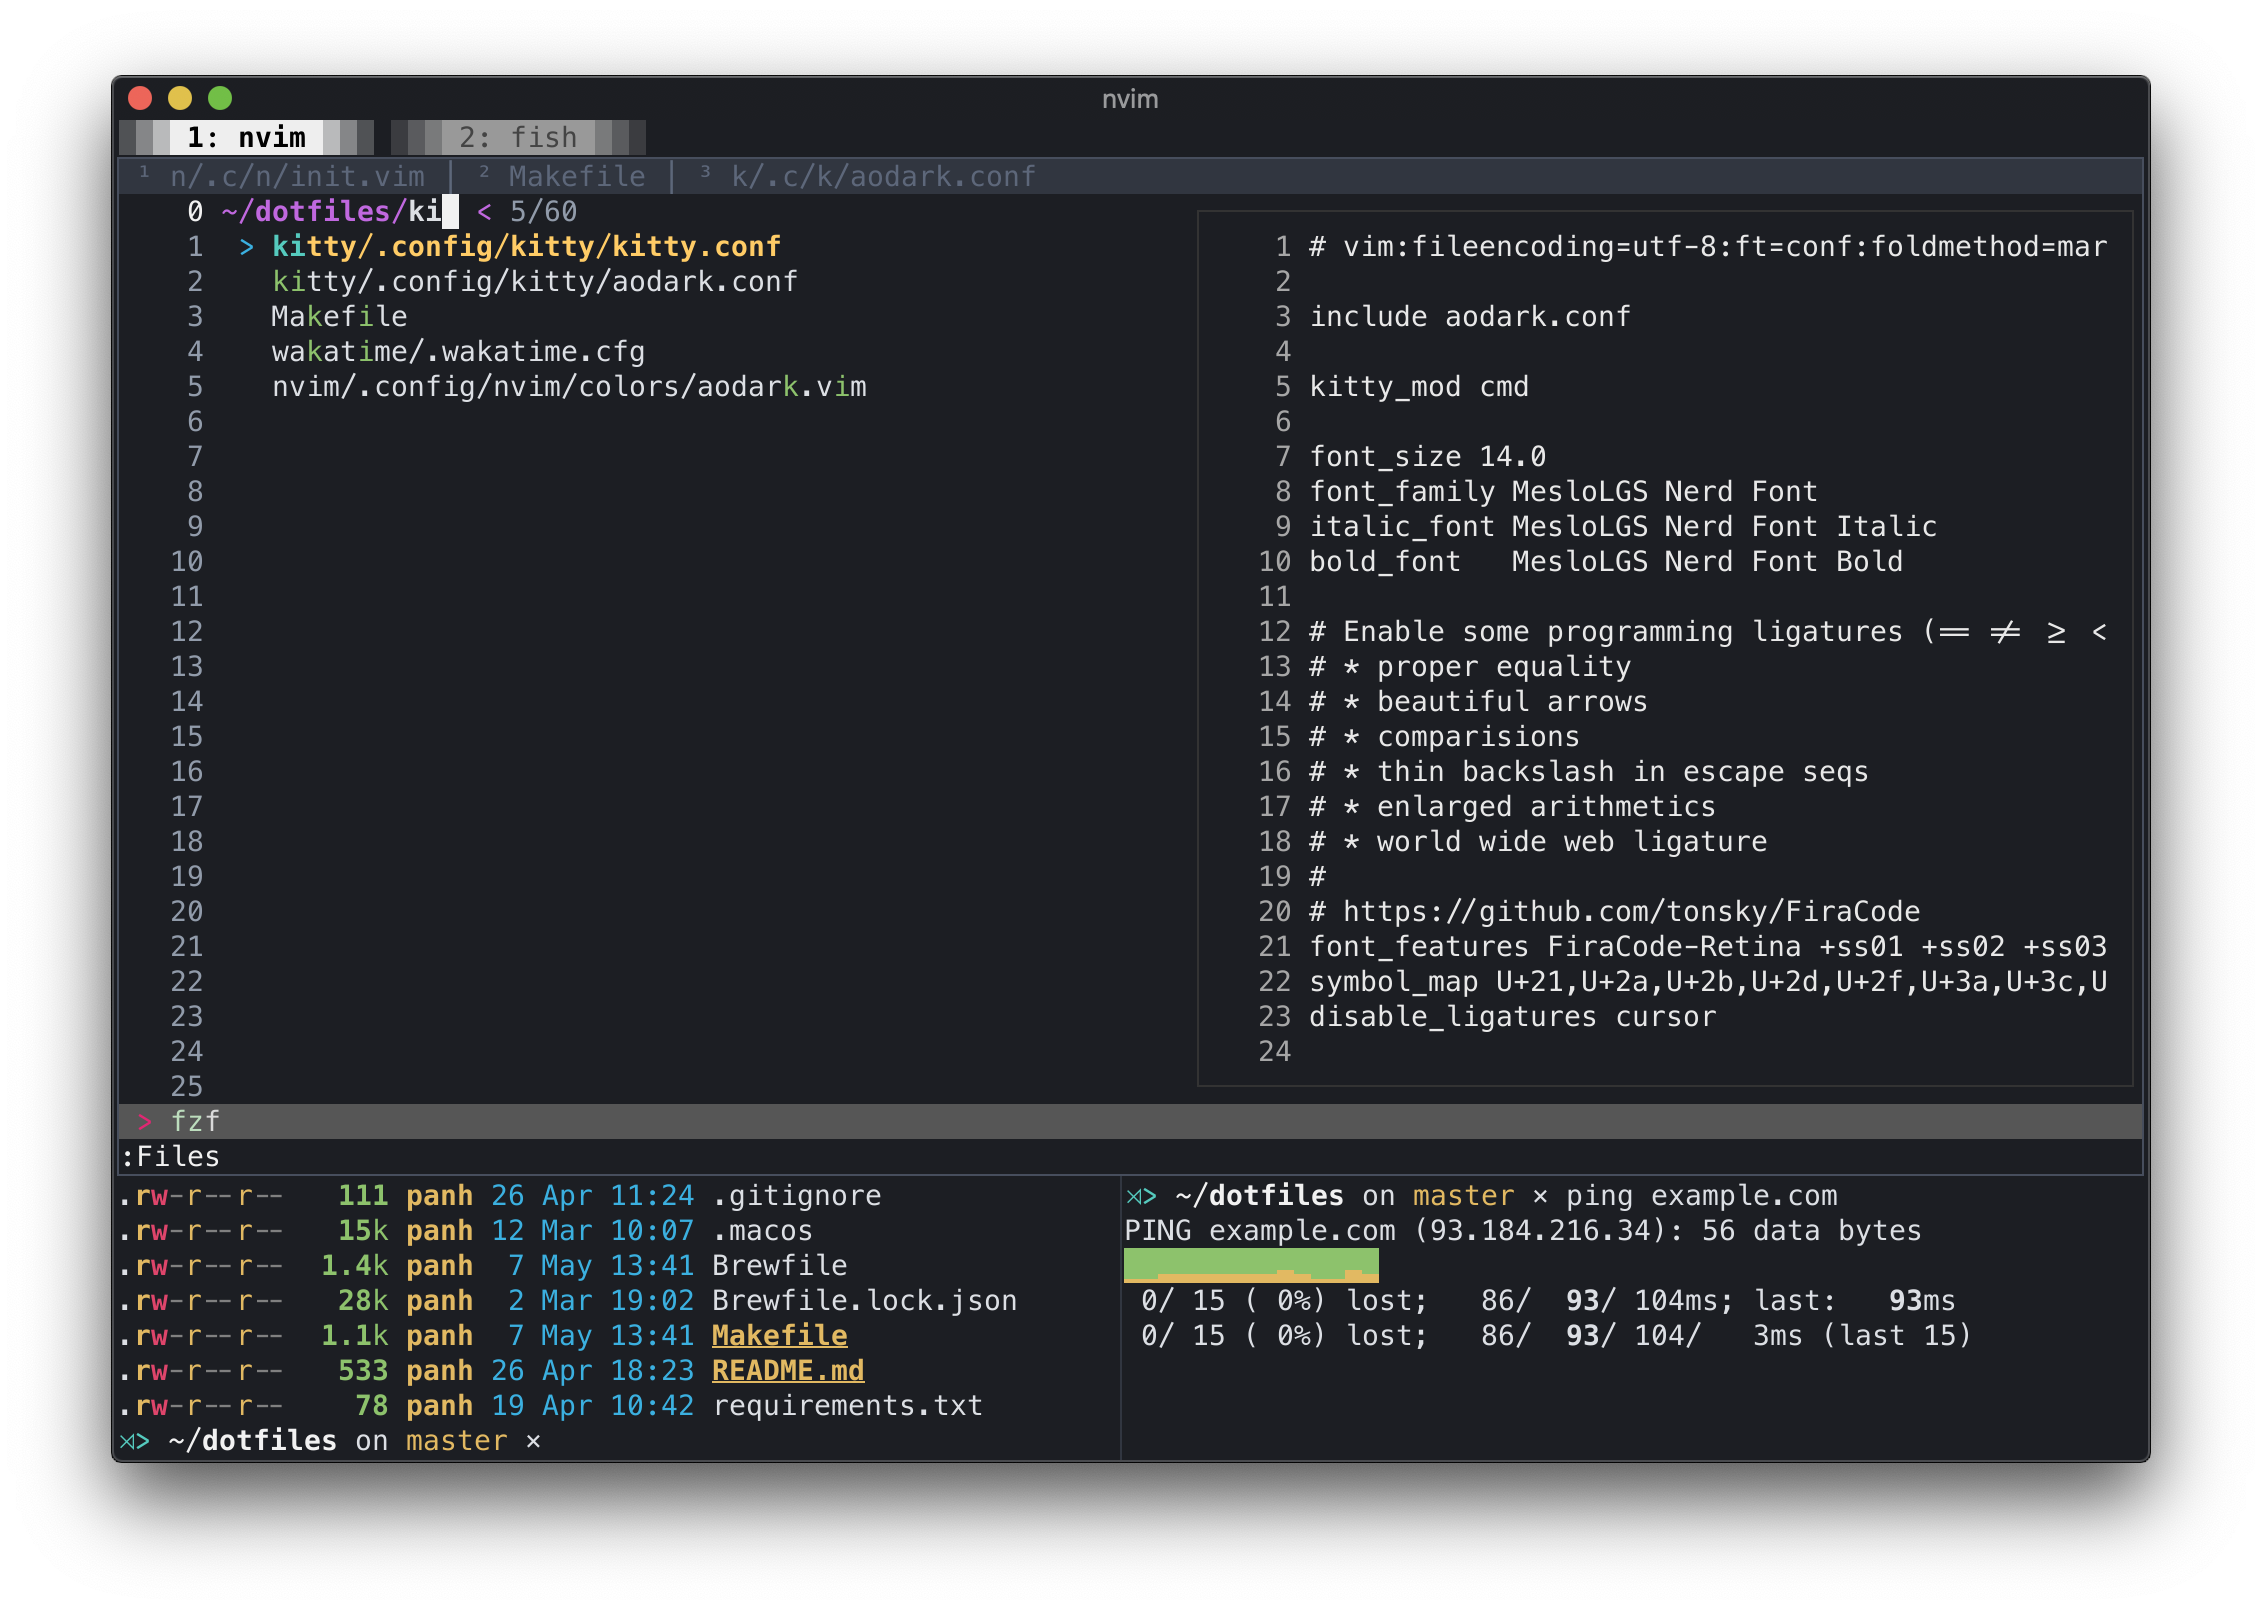 nvim
1: nvim 2: fish
¹ n/.c/n/init.vim │ ² Makefile │ ³ k/.c/k/aodark.conf
0 ~/dotfiles/ki < 5/60
1 > kitty/.config/kitty/kitty.conf
2 kitty/.config/kitty/aodark.conf
3 Makefile
4 wakatime/.wakatime.cfg
5 nvim/.config/nvim/colors/aodark.vim
6
7
8
9
10
11
12
13
14
15
16
17
18
19
20
21
22
23
24
25
1 # vim:fileencoding=utf-8:ft=conf:foldmethod=mar
2
3 include aodark.conf
4
5 kitty_mod cmd
6
7 font_size 14.0
8 font_family MesloLGS Nerd Font
9 italic_font MesloLGS Nerd Font Italic
10 bold_font   MesloLGS Nerd Font Bold
11
12 # Enable some programming ligatures (== ≠ ≥ <
13 # * proper equality
14 # * beautiful arrows
15 # * comparisions
16 # * thin backslash in escape seqs
17 # * enlarged arithmetics
18 # * world wide web ligature
19 #
20 # https://github.com/tonsky/FiraCode
21 font_features FiraCode-Retina +ss01 +ss02 +ss03
22 symbol_map U+21,U+2a,U+2b,U+2d,U+2f,U+3a,U+3c,U
23 disable_ligatures cursor
24
> fzf
:Files
.rw-r--r-- 111 panh 26 Apr 11:24 .gitignore
.rw-r--r-- 15k panh 12 Mar 10:07 .macos
.rw-r--r-- 1.4k panh 7 May 13:41 Brewfile
.rw-r--r-- 28k panh 2 Mar 19:02 Brewfile.lock.json
.rw-r--r-- 1.1k panh 7 May 13:41 Makefile
.rw-r--r-- 533 panh 26 Apr 18:23 README.md
.rw-r--r-- 78 panh 19 Apr 10:42 requirements.txt
⋊> ~/dotfiles on master ×
⋊> ~/dotfiles on master × ping example.com
PING example.com (93.184.216.34): 56 data bytes
0/ 15 ( 0%) lost;   86/  93/ 104ms; last:   93ms
0/ 15 ( 0%) lost;   86/  93/ 104/   3ms (last 15)